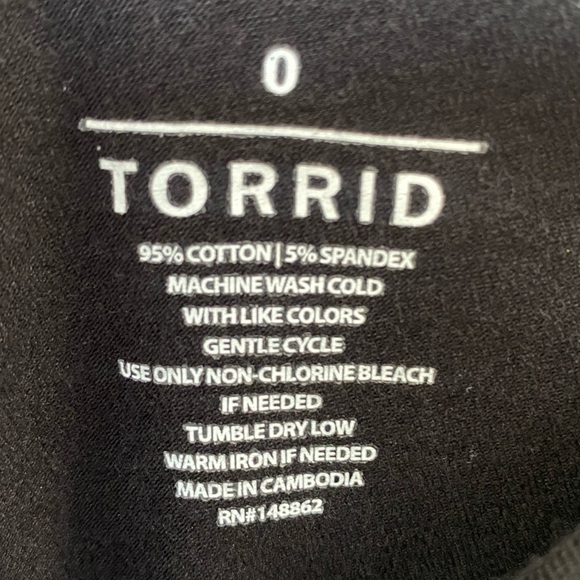 0
TORRID
95% COTTON | 5% SPANDEX
MACHINE WASH COLD
WITH LIKE COLORS
GENTLE CYCLE
USE ONLY NON-CHLORINE BLEACH
IF NEEDED
TUMBLE DRY LOW
WARM IRON IF NEEDED
MADE IN CAMBODIA
RN#148862